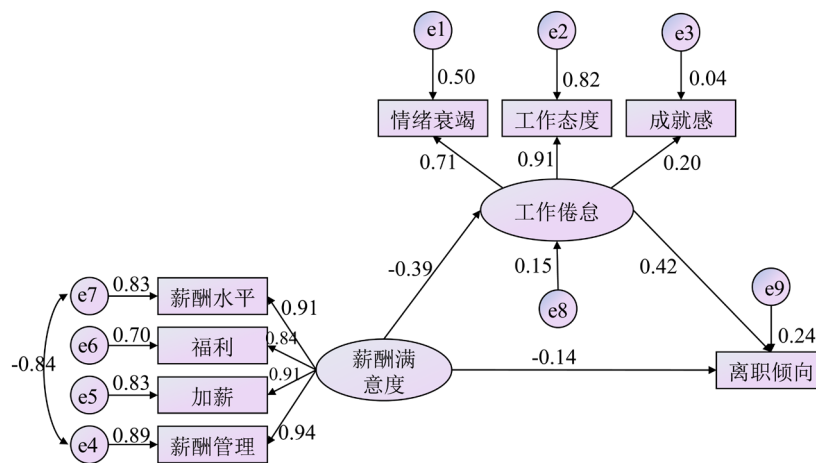 e1
e2
e3
0.50
0.82
0.04
情绪衰竭
工作态度
成就感
0.71
0.91
0.20
工作倦怠
-0.39
0.15
0.42
e8
e9
0.24
e7
0.83
薪酬水平
0.91
e6
0.70
福利
0.84
-0.84
薪酬满
意度
-0.14
离职倾向
e5
0.83
加薪
0.91
e4
0.89
薪酬管理
0.94